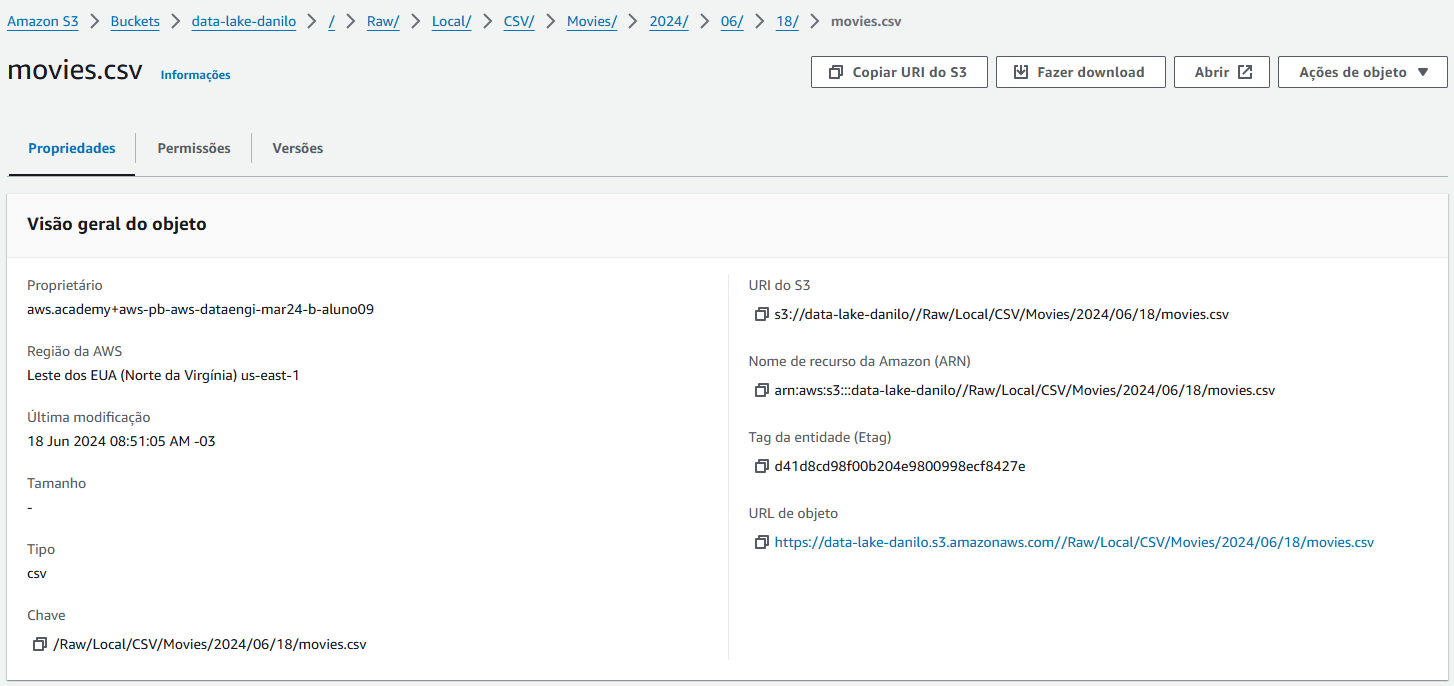 Amazon S3 > Buckets > data-lake-danilo > / > Raw/ > Local/ > CSV/ > Movies/ > 2024/ > 06/ > 18/ > movies.csv
movies.csv Informações
Copiar URI do S3 Fazer download Abrir Ações de objeto
Propriedades Permissões Versões
Visão geral do objeto
Proprietário
aws.academy+aws-pb-aws-dataengi-mar24-b-aluno09
Região da AWS
Leste dos EUA (Norte da Virgínia) us-east-1
Última modificação
18 Jun 2024 08:51:05 AM -03
Tamanho
-
Tipo
csv
Chave
/Raw/Local/CSV/Movies/2024/06/18/movies.csv
URI do S3
s3://data-lake-danilo//Raw/Local/CSV/Movies/2024/06/18/movies.csv
Nome de recurso da Amazon (ARN)
arn:aws:s3:::data-lake-danilo//Raw/Local/CSV/Movies/2024/06/18/movies.csv
Tag da entidade (Etag)
d41d8cd98f00b204e9800998ecf8427e
URL de objeto
https://data-lake-danilo.s3.amazonaws.com//Raw/Local/CSV/Movies/2024/06/18/movies.csv